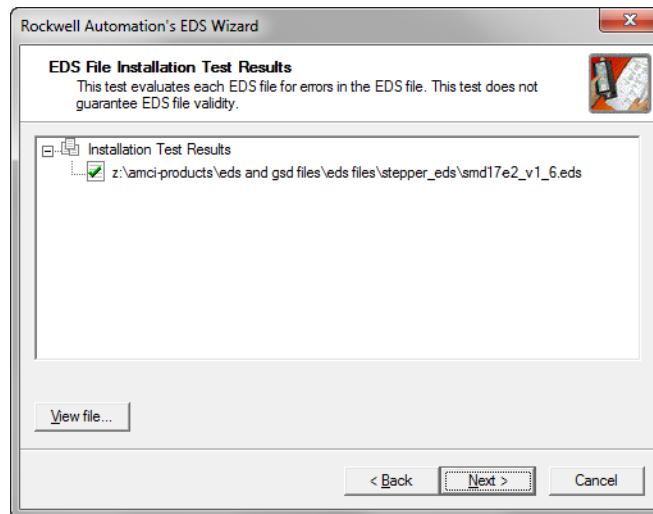 Rockwell Automation's EDS Wizard
EDS File Installation Test Results
This test evaluates each EDS file for errors in the EDS file. This test does not
guarantee EDS file validity.
Installation Test Results
z:\amci-products\eds and gsd files\eds files\stepper_eds\smd17e2_v1_6.eds
View file...
< Back
Next >
Cancel